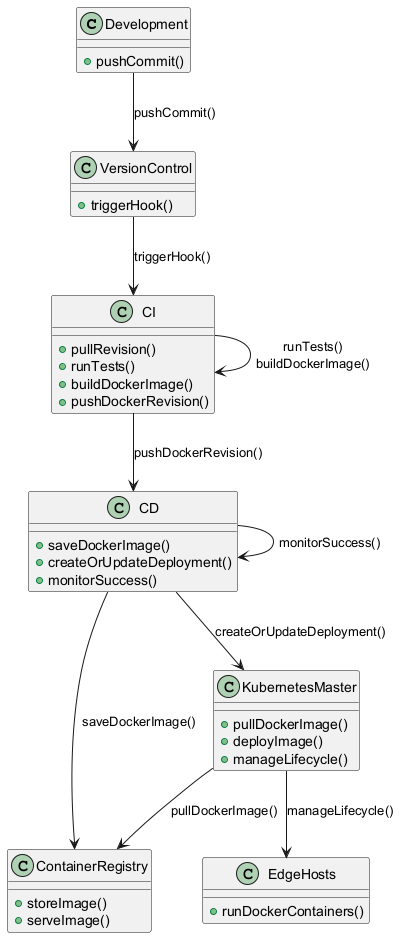 C Development
pushCommit()
pushCommit()
C VersionControl
triggerHook()
triggerHook()
C CI
pullRevision()
runTests()
buildDockerImage()
pushDockerRevision()
runTests()
buildDockerImage()
pushDockerRevision()
C CD
saveDockerImage()
createOrUpdateDeployment()
monitorSuccess()
monitorSuccess()
createOrUpdateDeployment()
C KubernetesMaster
pullDockerImage()
deployImage()
manageLifecycle()
saveDockerImage()
pullDockerImage()
manageLifecycle()
C ContainerRegistry
storeImage()
serveImage()
C EdgeHosts
runDockerContainers()